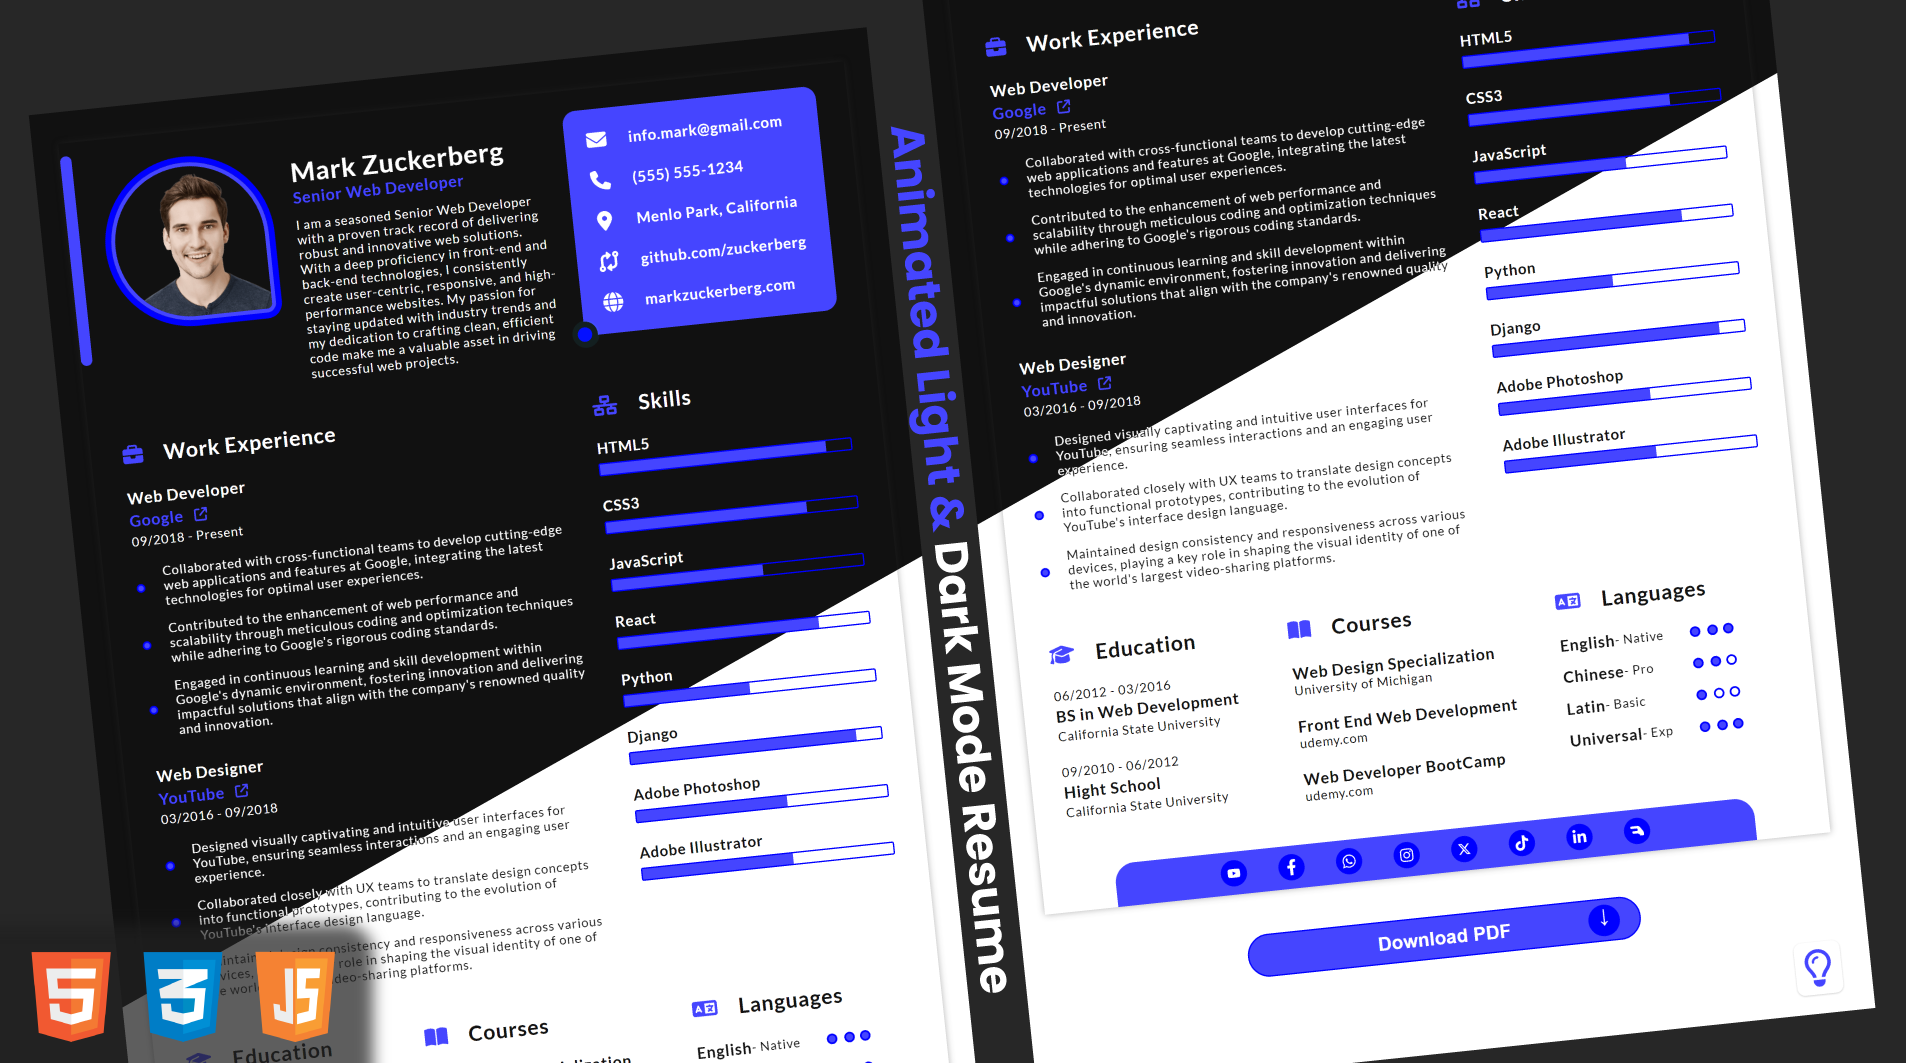 Mark Zuckerberg
Senior Web Developer
I am a seasoned Senior Web Developer
with a proven track record of delivering
robust and innovative web solutions.
With a deep proficiency in front-end and
back-end technologies, I consistently
create user-centric, responsive, and high-
performance websites. My passion for
staying updated with industry trends and
my dedication to crafting clean, efficient
code make me a valuable asset in driving
successful web projects.
info.mark@gmail.com
(555) 555-1234
Menlo Park, California
github.com/zuckerberg
markzuckerberg.com
Work Experience
Web Developer
Google
09/2018 - Present
Collaborated with cross-functional teams to develop cutting-edge
web applications and features at Google, integrating the latest
technologies for optimal user experiences.
Contributed to the enhancement of web performance and
scalability through meticulous coding and optimization techniques
while adhering to Google's rigorous coding standards.
Engaged in continuous learning and skill development within
Google's dynamic environment, fostering innovation and delivering
impactful solutions that align with the company's renowned quality
and innovation.
Web Designer
YouTube
03/2016 - 09/2018
Designed visually captivating and intuitive user interfaces for
YouTube, ensuring seamless interactions and an engaging user
experience.
Collaborated closely with UX teams to translate design concepts
into functional prototypes, contributing to the evolution of
YouTube's interface design language.
consistency and responsiveness across various
role in shaping the visual identity of one of
video-sharing platforms.
Skills
HTML5
CSS3
JavaScript
React
Python
Django
Adobe Photoshop
Adobe Illustrator
Education
Courses
Languages
English- Native
5
3
JS
Animated Light & Dark Mode Resume
Work Experience
Web Developer
Google
09/2018 - Present
Collaborated with cross-functional teams to develop cutting-edge
web applications and features at Google, integrating the latest
technologies for optimal user experiences.
Contributed to the enhancement of web performance and
scalability through meticulous coding and optimization techniques
while adhering to Google's rigorous coding standards.
Engaged in continuous learning and skill development within
Google's dynamic environment, fostering innovation and delivering
impactful solutions that align with the company's renowned quality
and innovation.
Web Designer
YouTube
03/2016 - 09/2018
Designed visually captivating and intuitive user interfaces for
YouTube, ensuring seamless interactions and an engaging user
experience.
Collaborated closely with UX teams to translate design concepts
into functional prototypes, contributing to the evolution of
YouTube's interface design language.
Maintained design consistency and responsiveness across various
devices, playing a key role in shaping the visual identity of one of
the world's largest video-sharing platforms.
HTML5
CSS3
JavaScript
React
Python
Django
Adobe Photoshop
Adobe Illustrator
Education
06/2012 - 03/2016
BS in Web Development
California State University
09/2010 - 06/2012
Hight School
California State University
Courses
Web Design Specialization
University of Michigan
Front End Web Development
udemy.com
Web Developer BootCamp
udemy.com
Languages
English- Native
Chinese- Pro
Latin- Basic
Universal- Exp
Download PDF